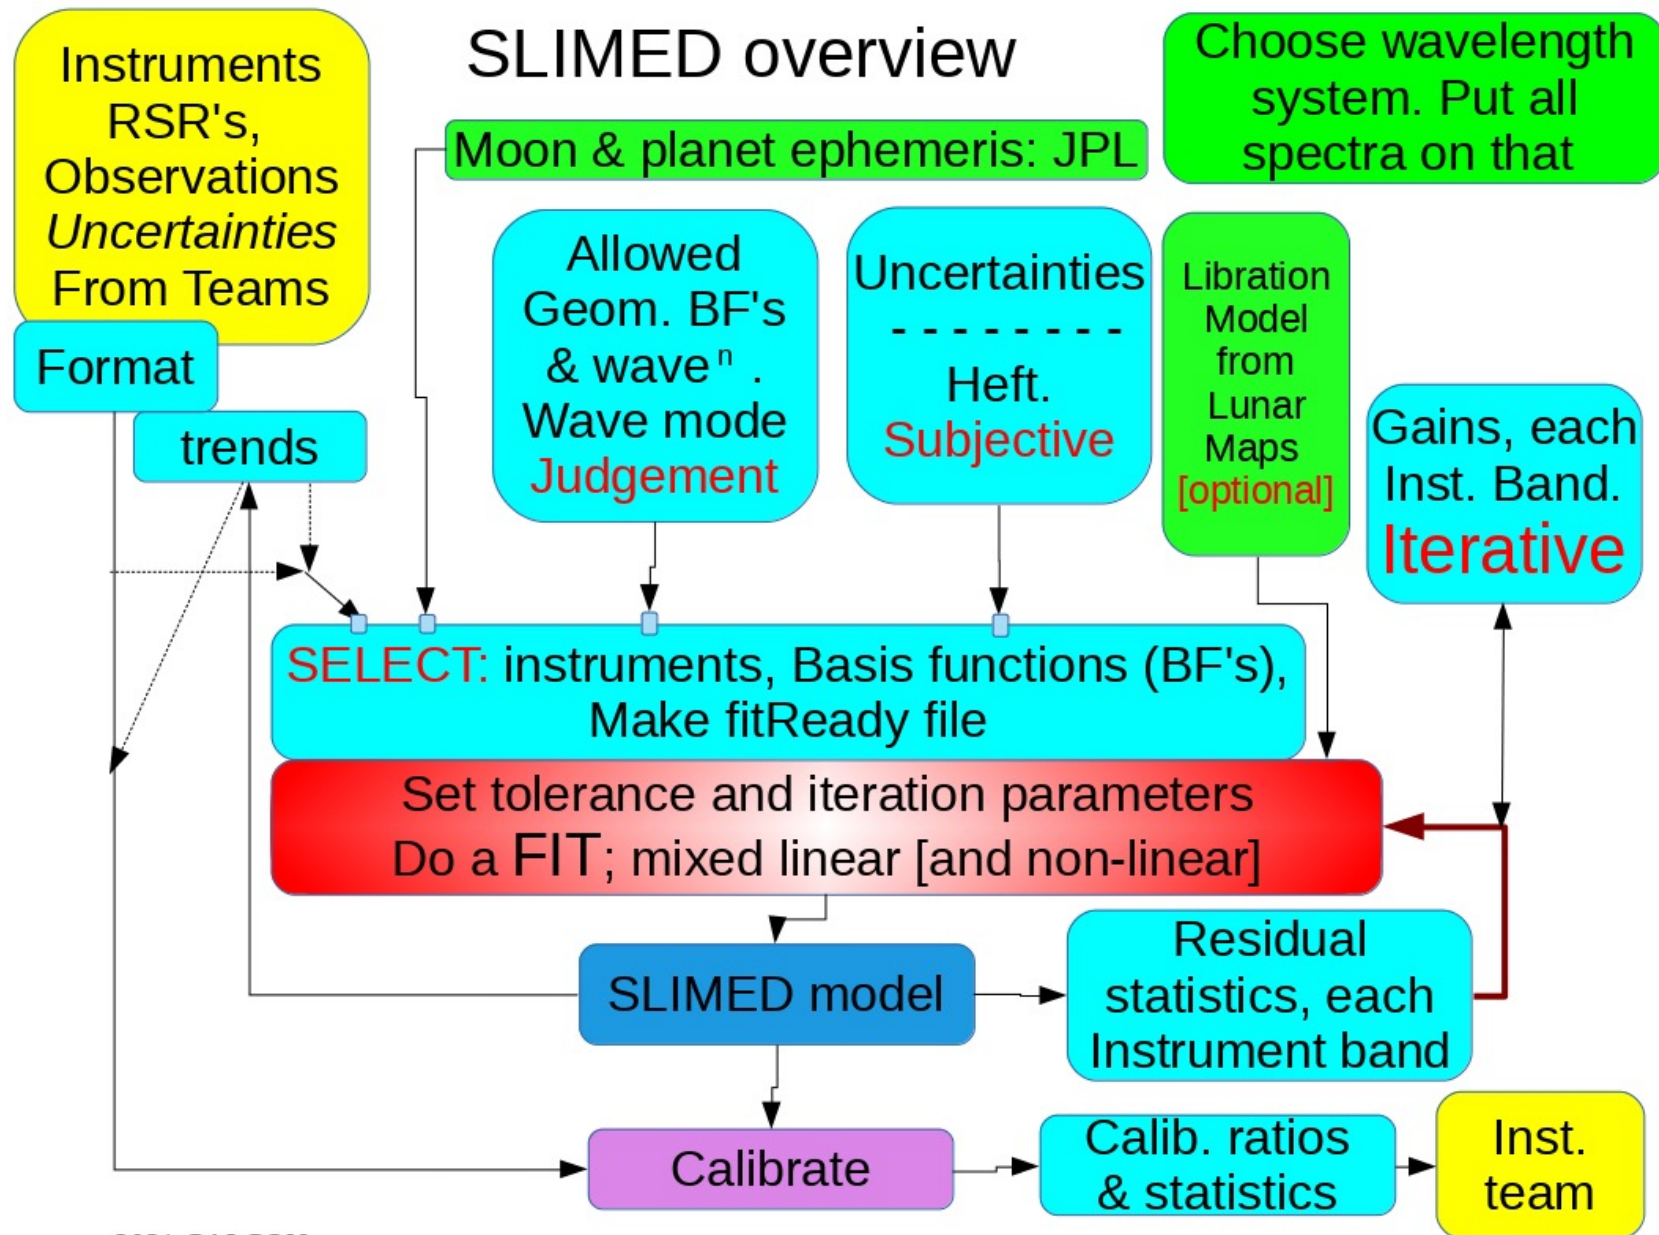 SLIMED overview
Instruments
RSR's,
Observations
Uncertainties
From Teams
Format
trends
Moon & planet ephemeris: JPL
Choose wavelength
system. Put all
spectra on that
Allowed
Geom. BF's
& wave ⁿ .
Wave mode
Judgement
Uncertainties
- - - - - - - -
Heft.
Subjective
Libration
Model
from
Lunar
Maps
[optional]
Gains, each
Inst. Band.
Iterative
SELECT: instruments, Basis functions (BF's),
Make fitReady file
Set tolerance and iteration parameters
Do a FIT; mixed linear [and non-linear]
SLIMED model
Residual
statistics, each
Instrument band
Calibrate
Calib. ratios
& statistics
Inst.
team